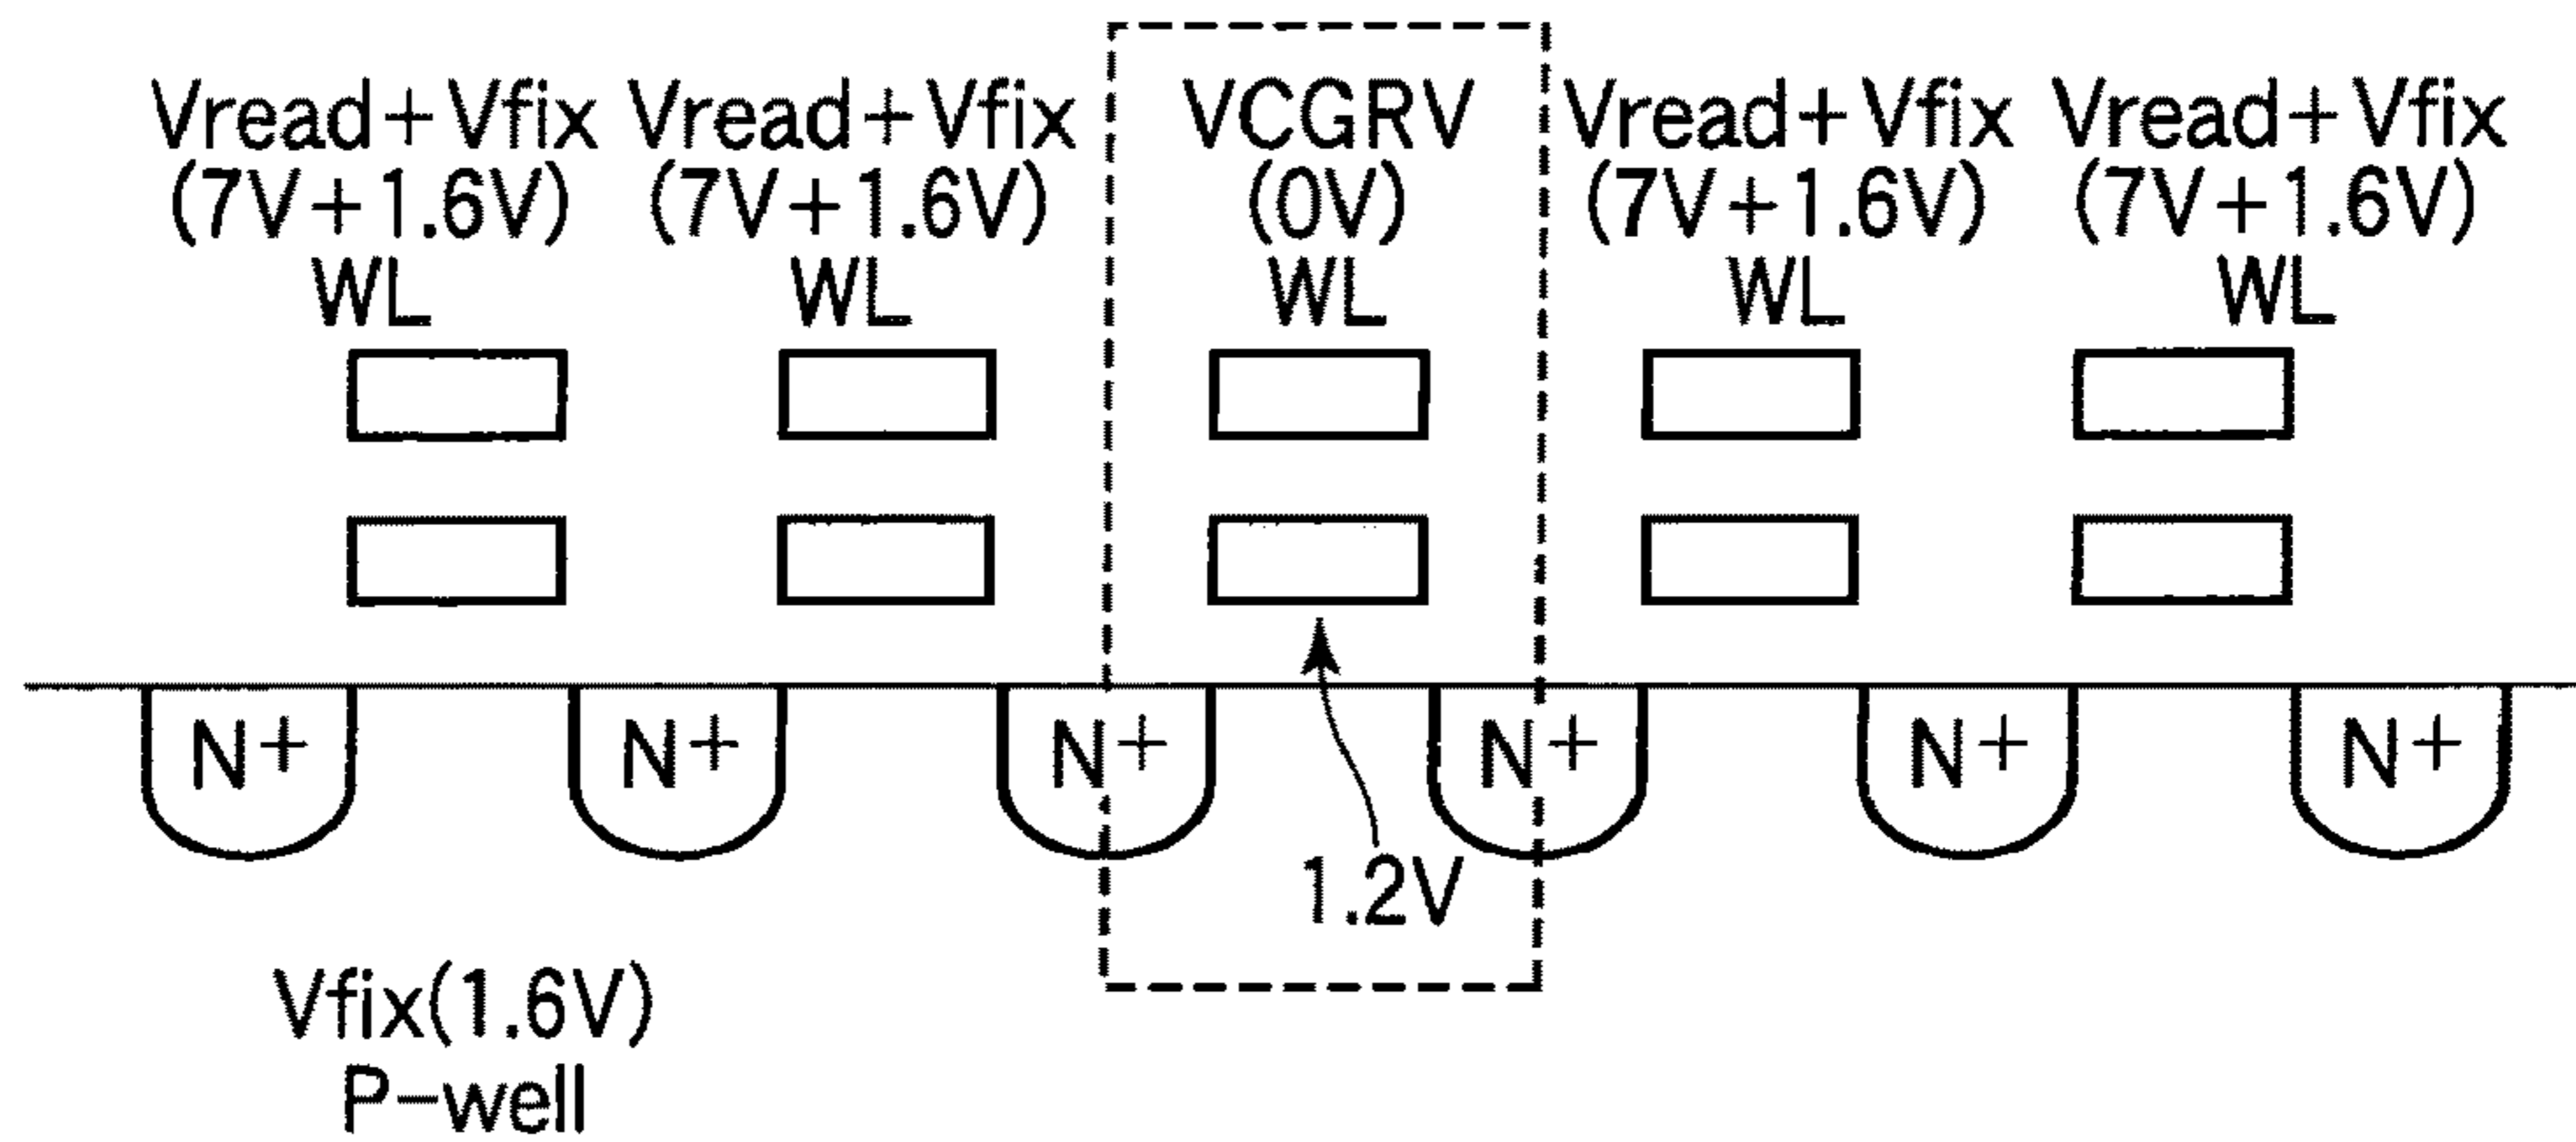 Vread+Vfix Vread+Vfix VCGRV Vread+Vfix Vread+Vfix
(7V+1.6V) (7V+1.6V) (0V) (7V+1.6V) (7V+1.6V)
WL WL WL WL WL
N+ N+ N+ N+ N+ N+
1.2V
Vfix(1.6V)
P-well